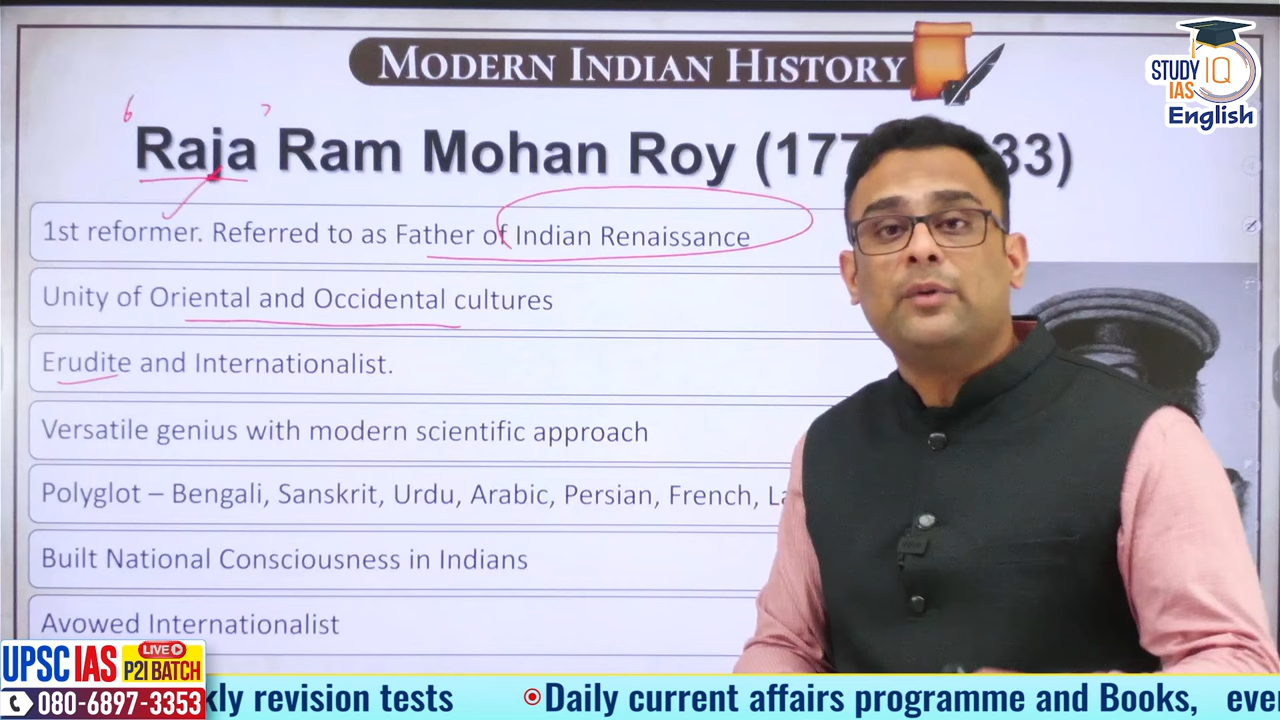 MODERN INDIAN HISTORY
STUDY IQ
IAS
English
Raja Ram Mohan Roy (177 33)
1st reformer. Referred to as Father of Indian Renaissance
Unity of Oriental and Occidental cultures
Erudite and Internationalist.
Versatile genius with modern scientific approach
Polyglot – Bengali, Sanskrit, Urdu, Arabic, Persian, French, La
Built National Consciousness in Indians
Avowed Internationalist
UPSC IAS LIVE P2I BATCH
080-6897-3353
kly revision tests Daily current affairs programme and Books, ever